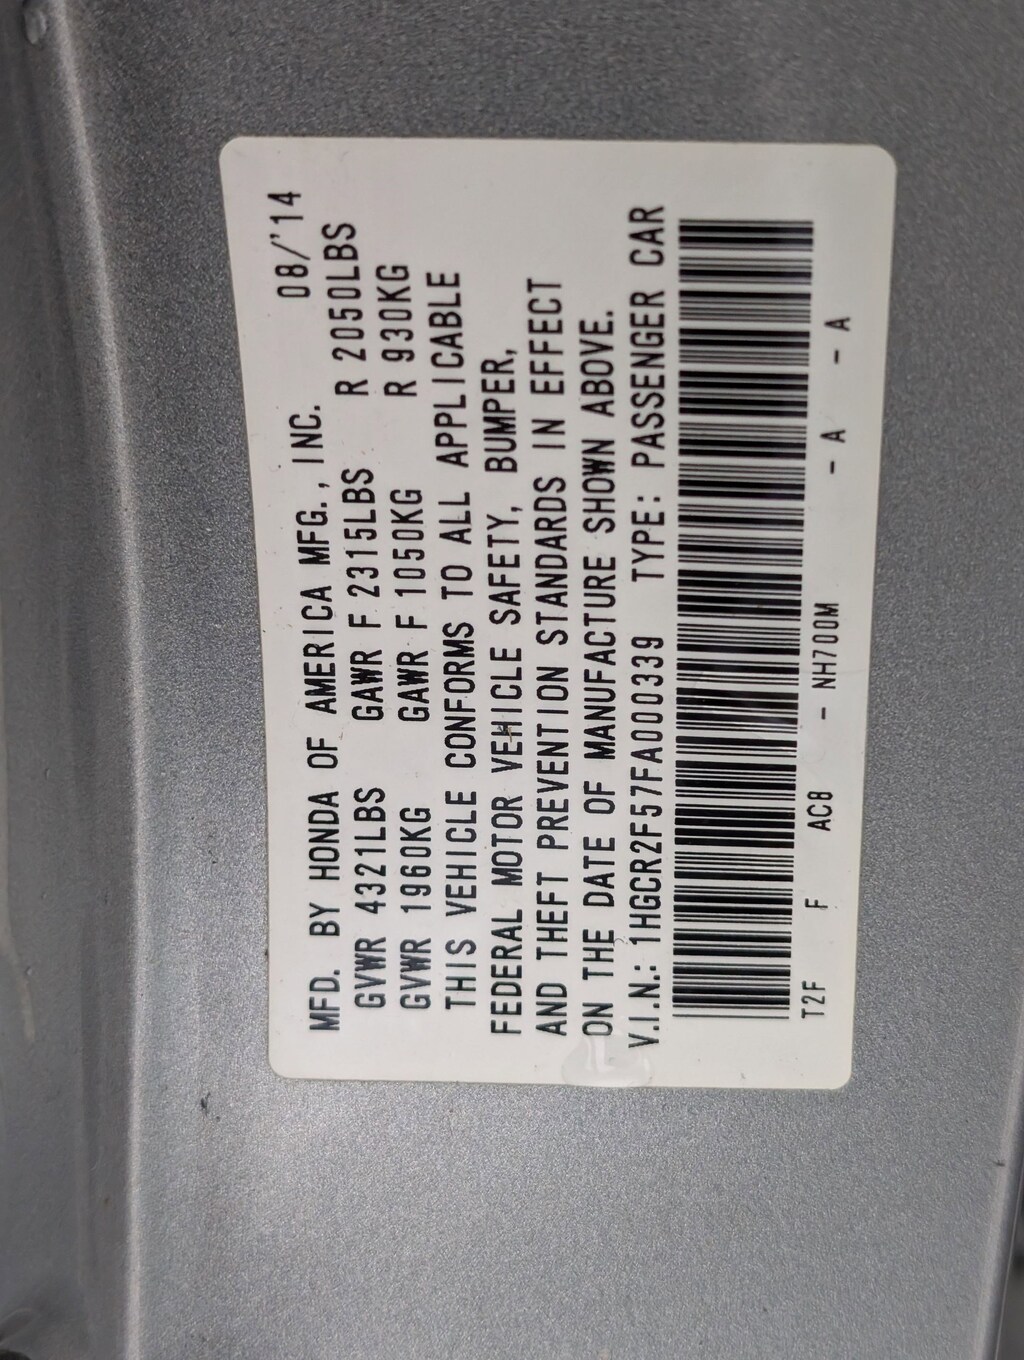 MFD. BY HONDA OF AMERICA MFG., INC. 08/'14
GVWR 4321LBS GAWR F 2315LBS R 2050LBS
GVWR 1960KG GAWR F 1050KG R 930KG
THIS VEHICLE CONFORMS TO ALL APPLICABLE
FEDERAL MOTOR VEHICLE SAFETY, BUMPER,
AND THEFT PREVENTION STANDARDS IN EFFECT
ON THE DATE OF MANUFACTURE SHOWN ABOVE.
V.I.N.: 1HGCR2F57FA000339 TYPE: PASSENGER CAR
T2F F AC8 - NH700M - A - A